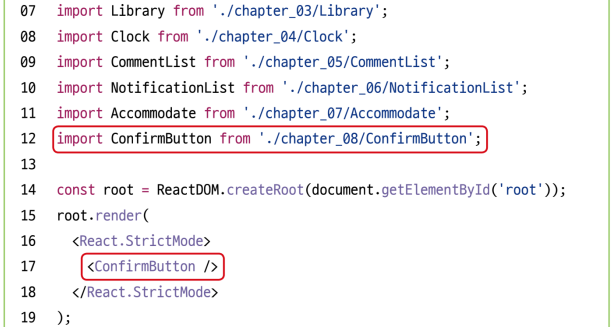 07 import Library from './chapter_03/Library';
08 import Clock from './chapter_04/Clock';
09 import CommentList from './chapter_05/CommentList';
10 import NotificationList from './chapter_06/NotificationList';
11 import Accommodate from './chapter_07/Accommodate';
12 import ConfirmButton from './chapter_08/ConfirmButton';
13
14 const root = ReactDOM.createRoot(document.getElementById('root'));
15 root.render(
16   <React.StrictMode>
17     <ConfirmButton />
18   </React.StrictMode>
19 );